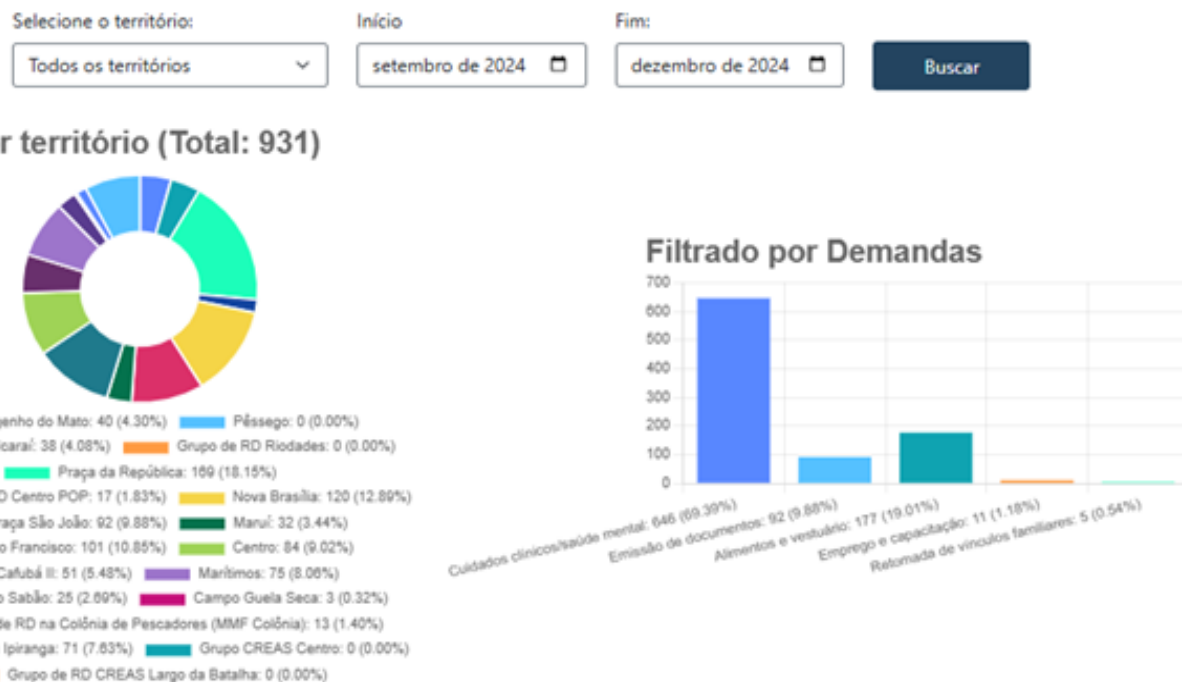 Selecione o território: Início Fim:
Todos os territórios setembro de 2024 dezembro de 2024 Buscar
r território (Total: 931)
Filtrado por Demandas
700
600
500
400
300
200
100
0
Cuidados clínicos/saúde mental: 646 (69.39%)
Emissão de documentos: 92 (9.88%)
Alimentos e vestuário: 177 (19.01%)
Emprego e capacitação: 11 (1.18%)
Retomada de vínculos familiares: 5 (0.54%)
genho do Mato: 40 (4.30%) Pêssego: 0 (0.00%)
Icaraí: 38 (4.08%) Grupo de RD Riodades: 0 (0.00%)
Praça da República: 169 (18.15%)
D Centro POP: 17 (1.83%) Nova Brasília: 120 (12.89%)
raça São João: 92 (9.88%) Maruí: 32 (3.44%)
o Francisco: 101 (10.85%) Centro: 84 (9.02%)
Cafubá II: 51 (5.48%) Marítimos: 75 (8.06%)
o Sabão: 25 (2.69%) Campo Guela Seca: 3 (0.32%)
de RD na Colônia de Pescadores (MMF Colônia): 13 (1.40%)
Ipiranga: 71 (7.63%) Grupo CREAS Centro: 0 (0.00%)
Grupo de RD CREAS Largo da Batalha: 0 (0.00%)